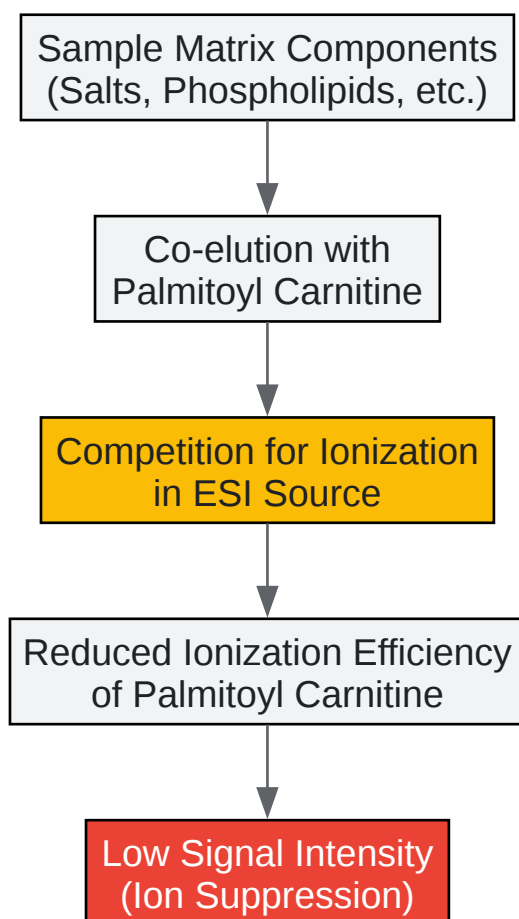 Sample Matrix Components
(Salts, Phospholipids, etc.)
Co-elution with
Palmitoyl Carnitine
Competition for Ionization
in ESI Source
Reduced Ionization Efficiency
of Palmitoyl Carnitine
Low Signal Intensity
(Ion Suppression)